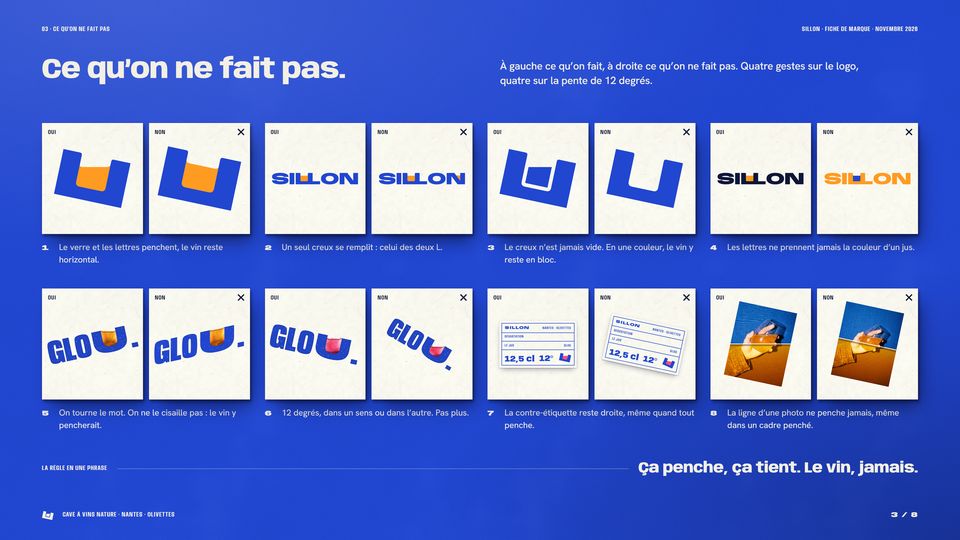 03 · CE QU'ON NE FAIT PAS
SILLON · FICHE DE MARQUE · NOVEMBRE 2026
Ce qu'on ne fait pas.
À gauche ce qu'on fait, à droite ce qu'on ne fait pas. Quatre gestes sur le logo,
quatre sur la pente de 12 degrés.
OUI
NON
OUI
SILLON
NON
SILLON
OUI
NON
OUI
SILLON
NON
SILLON
1 Le verre et les lettres penchent, le vin reste
horizontal.
2 Un seul creux se remplit : celui des deux L.
3 Le creux n'est jamais vide. En une couleur, le vin y
reste en bloc.
4 Les lettres ne prennent jamais la couleur d'un jus.
OUI
GLOU.
NON
GLOU.
OUI
GLOU.
NON
GLOU.
OUI
SILLON NANTES · OLIVETTES
DÉGUSTATION
12,5 cl 12°
NON
SILLON NANTES · OLIVETTES
DÉGUSTATION
12,5 cl 12°
OUI
NON
5 On tourne le mot. On ne le cisaille pas : le vin y
pencherait.
6 12 degrés, dans un sens ou dans l'autre. Pas plus.
7 La contre-étiquette reste droite, même quand tout
penche.
8 La ligne d'une photo ne penche jamais, même
dans un cadre penché.
LA RÈGLE EN UNE PHRASE
Ça penche, ça tient. Le vin, jamais.
CAVE À VINS NATURE · NANTES · OLIVETTES
3 / 8